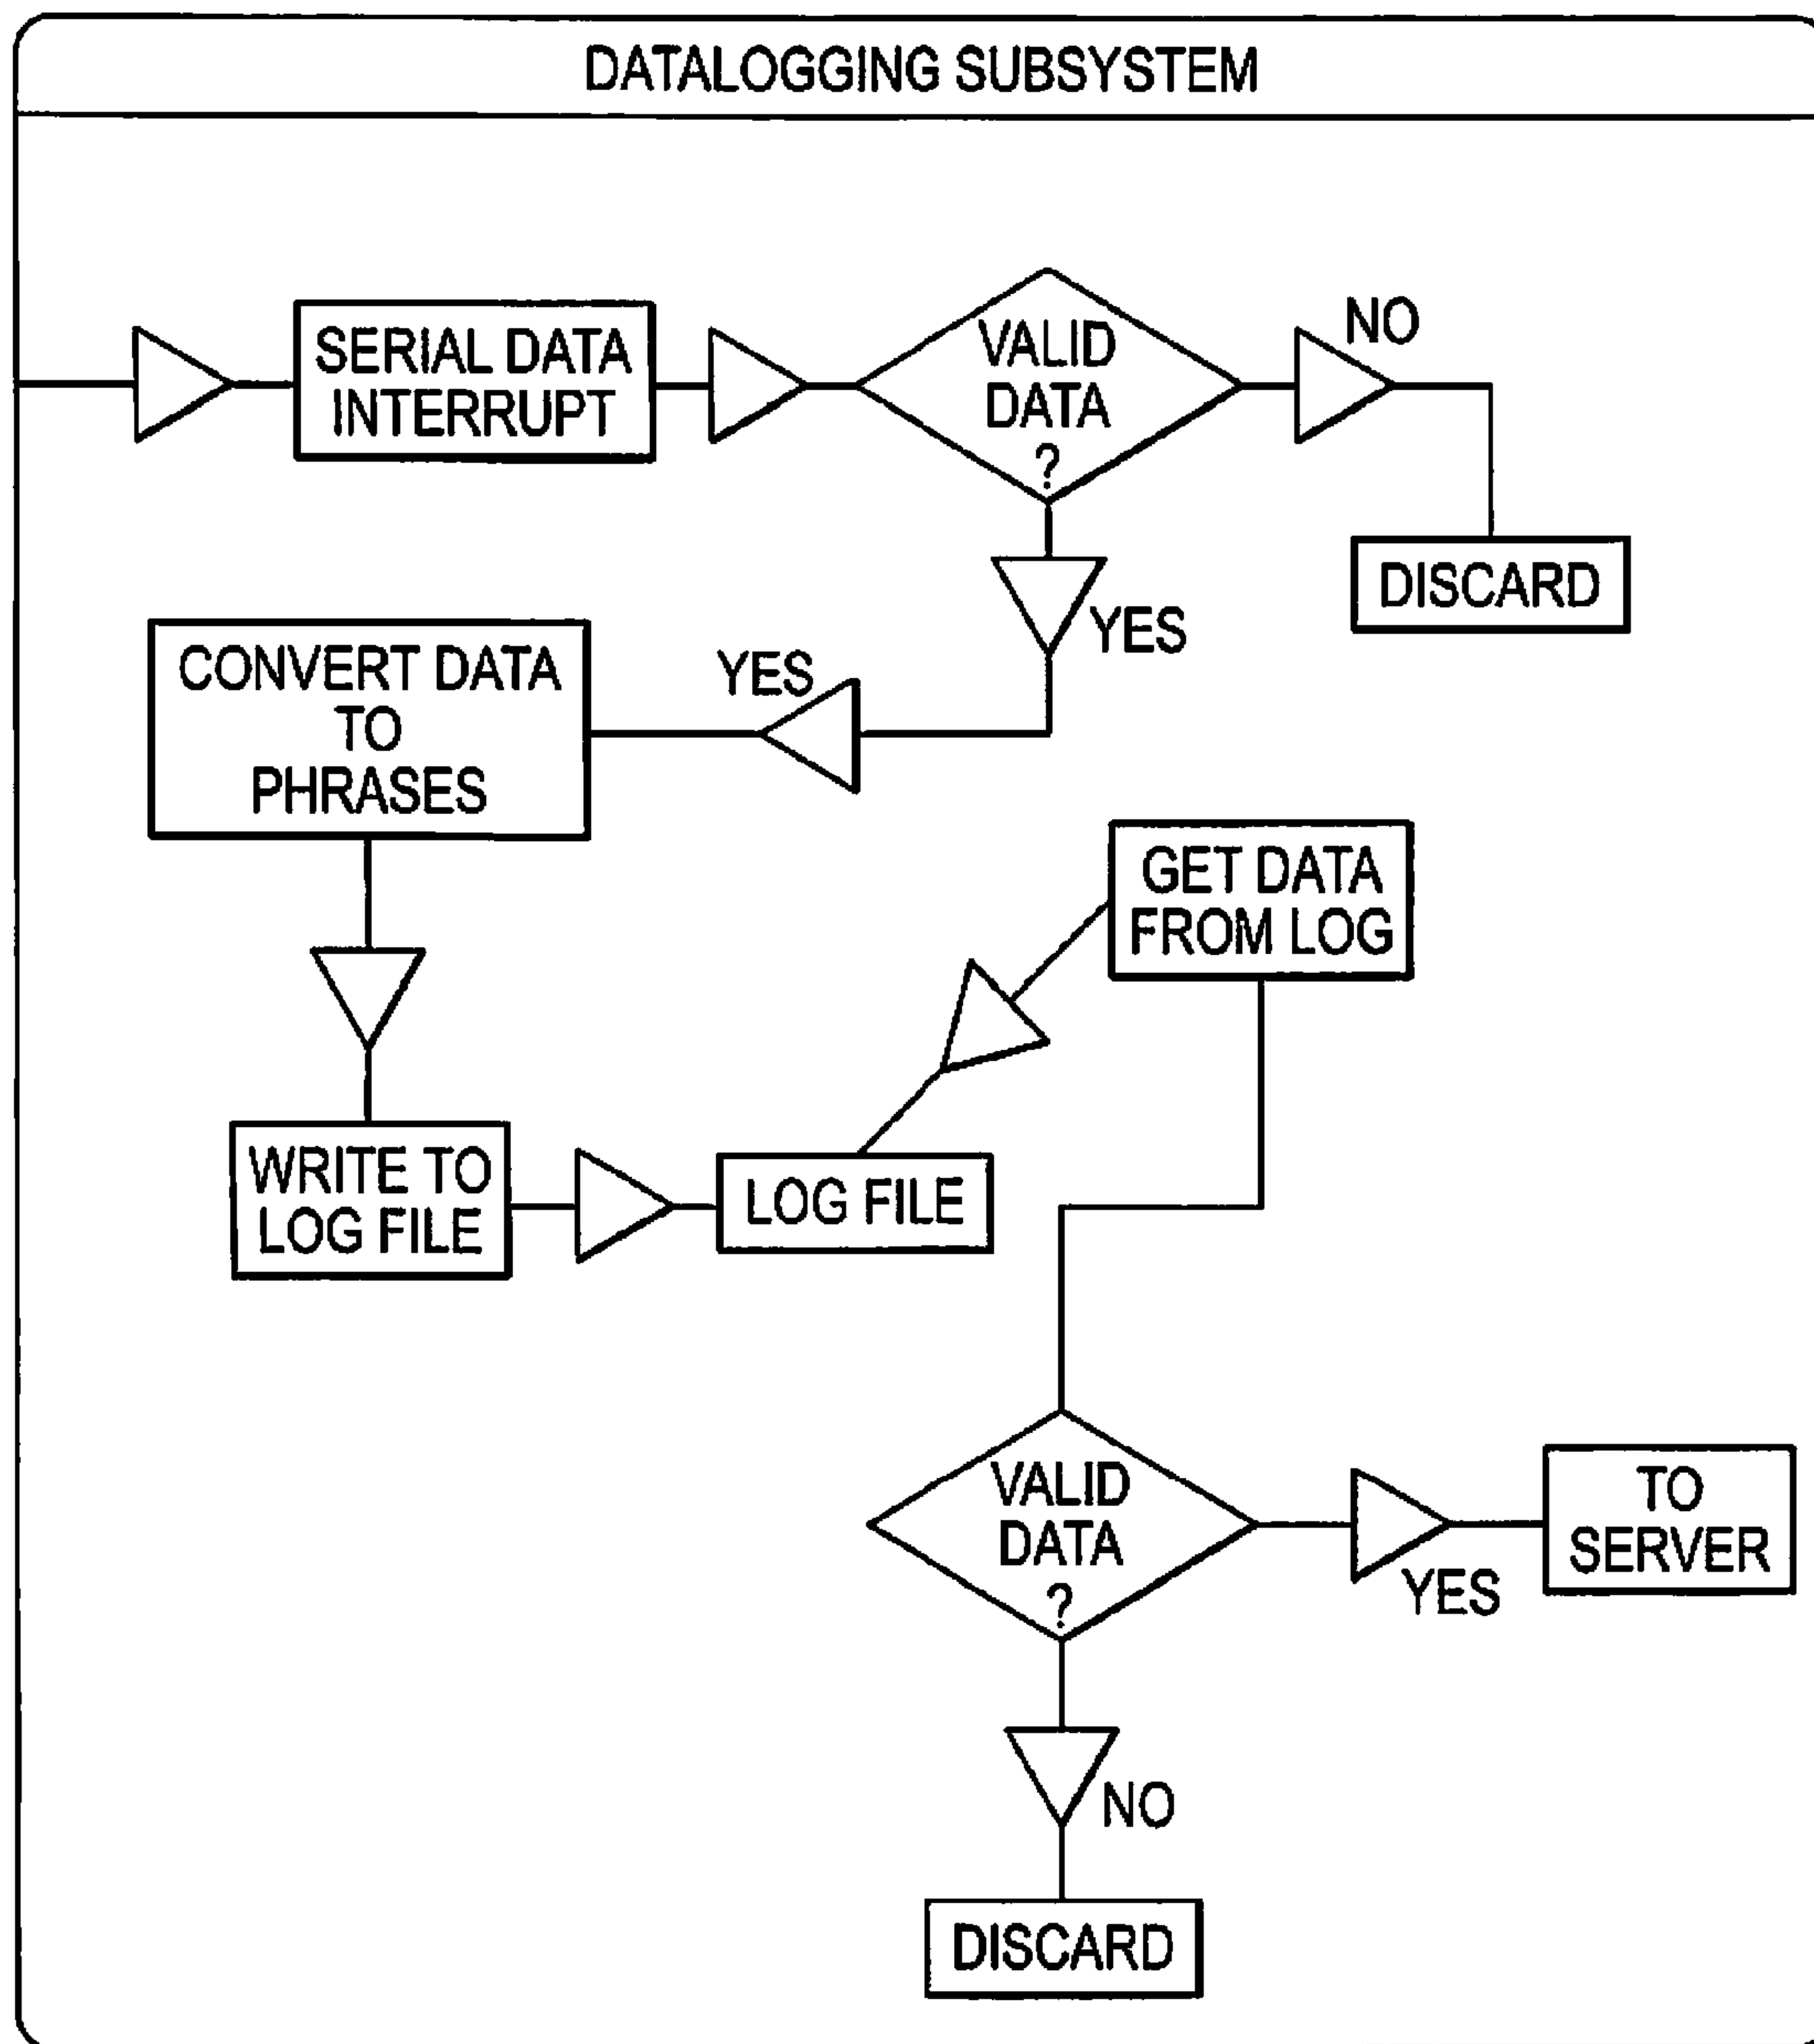 DATALOGGING SUBSYSTEM
SERIAL DATA
INTERRUPT
VALID
DATA
?
NO
DISCARD
YES
YES
CONVERT DATA
TO
PHRASES
GET DATA
FROM LOG
WRITE TO
LOG FILE
LOG FILE
VALID
DATA
?
YES
TO
SERVER
NO
DISCARD